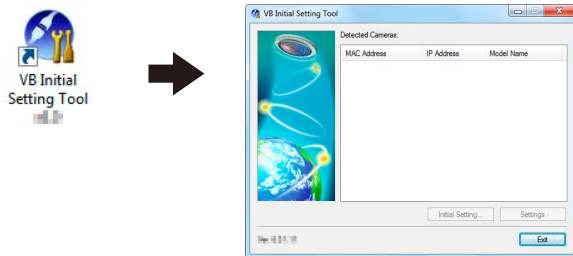 VB Initial
Setting Tool
VB Initial Setting Tool
Detected Cameras:
MAC Address IP Address Model Name
Initial Setting... Settings
Exit